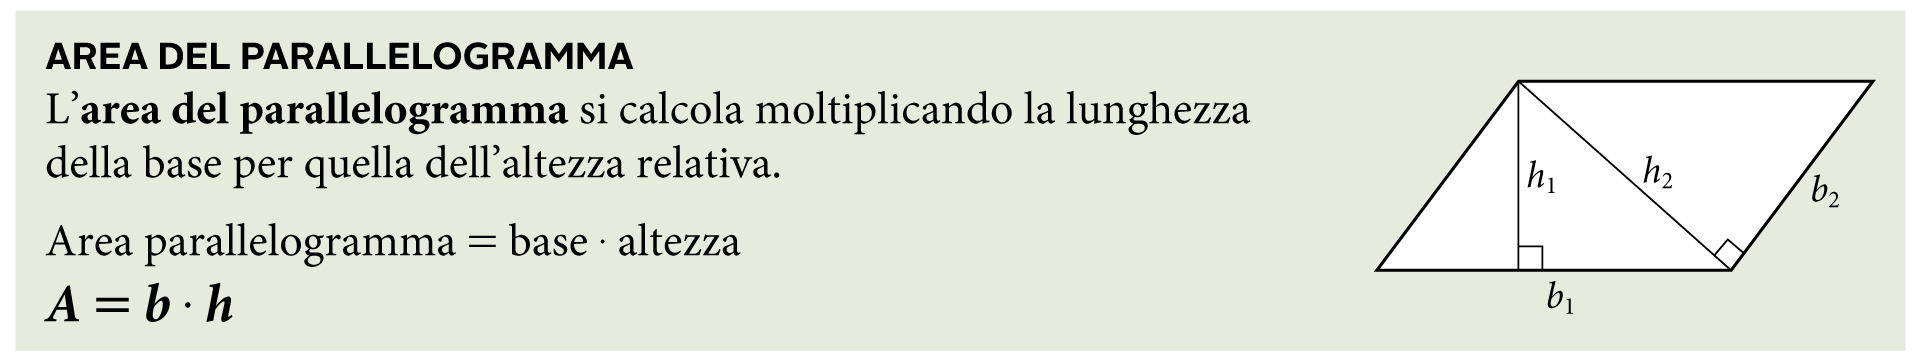 AREA DEL PARALLELOGRAMMA
L’area del parallelogramma si calcola moltiplicando la lunghezza
della base per quella dell’altezza relativa.
Area parallelogramma = base · altezza
A = b · h
h₁
h₂
b₂
b₁